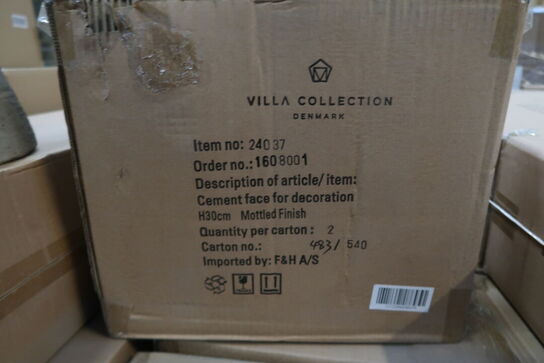 VILLA COLLECTION
DENMARK
Item no: 24037
Order no.:1608001
Description of article/ item:
Cement face for decoration
H30cm Mottled Finish
Quantity per carton : 2
Carton no.: 483/ 540
Imported by: F&H A/S